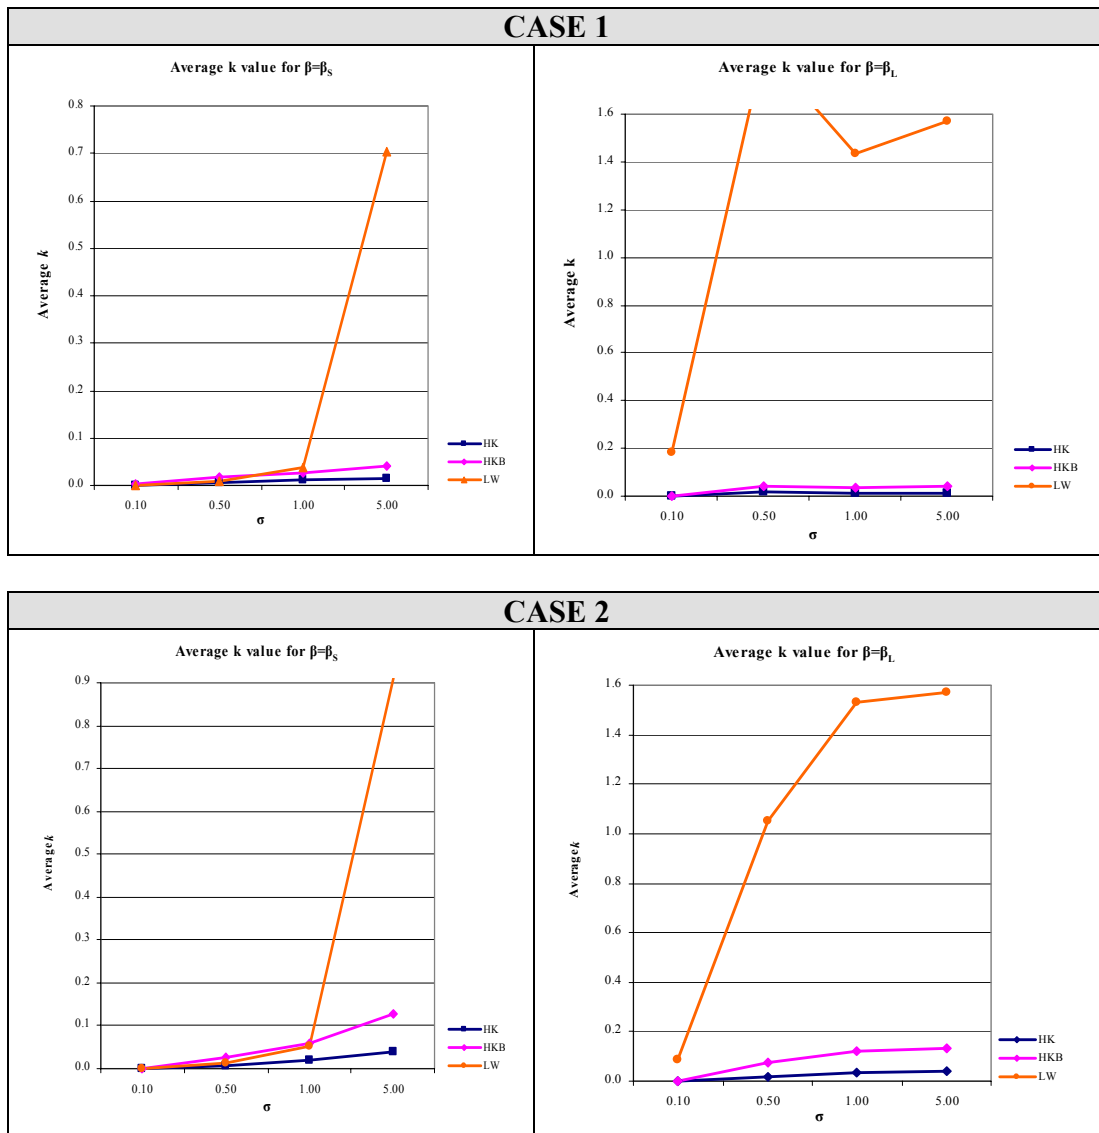 CASE 1
Average k value for β=βS
0.8
0.7
0.6
0.5
0.4
0.3
0.2
0.1
0.0
Average k
0.10 0.50 1.00 5.00
σ
HK
HKB
LW
Average k value for β=βL
1.6
1.4
1.2
1.0
0.8
0.6
0.4
0.2
0.0
Average k
0.10 0.50 1.00 5.00
σ
HK
HKB
LW
CASE 2
Average k value for β=βS
0.9
0.8
0.7
0.6
0.5
0.4
0.3
0.2
0.1
0.0
Average k
0.10 0.50 1.00 5.00
σ
HK
HKB
LW
Average k value for β=βL
1.6
1.4
1.2
1.0
0.8
0.6
0.4
0.2
0.0
Average k
0.10 0.50 1.00 5.00
σ
HK
HKB
LW